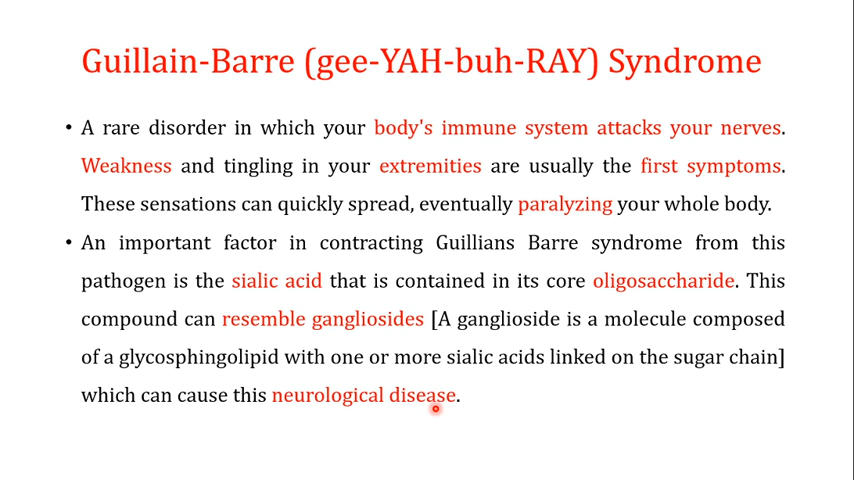 Guillain-Barre (gee-YAH-buh-RAY) Syndrome
• A rare disorder in which your body's immune system attacks your nerves.
Weakness and tingling in your extremities are usually the first symptoms.
These sensations can quickly spread, eventually paralyzing your whole body.
• An important factor in contracting Guillians Barre syndrome from this
pathogen is the sialic acid that is contained in its core oligosaccharide. This
compound can resemble gangliosides [A ganglioside is a molecule composed
of a glycosphingolipid with one or more sialic acids linked on the sugar chain]
which can cause this neurological disease.